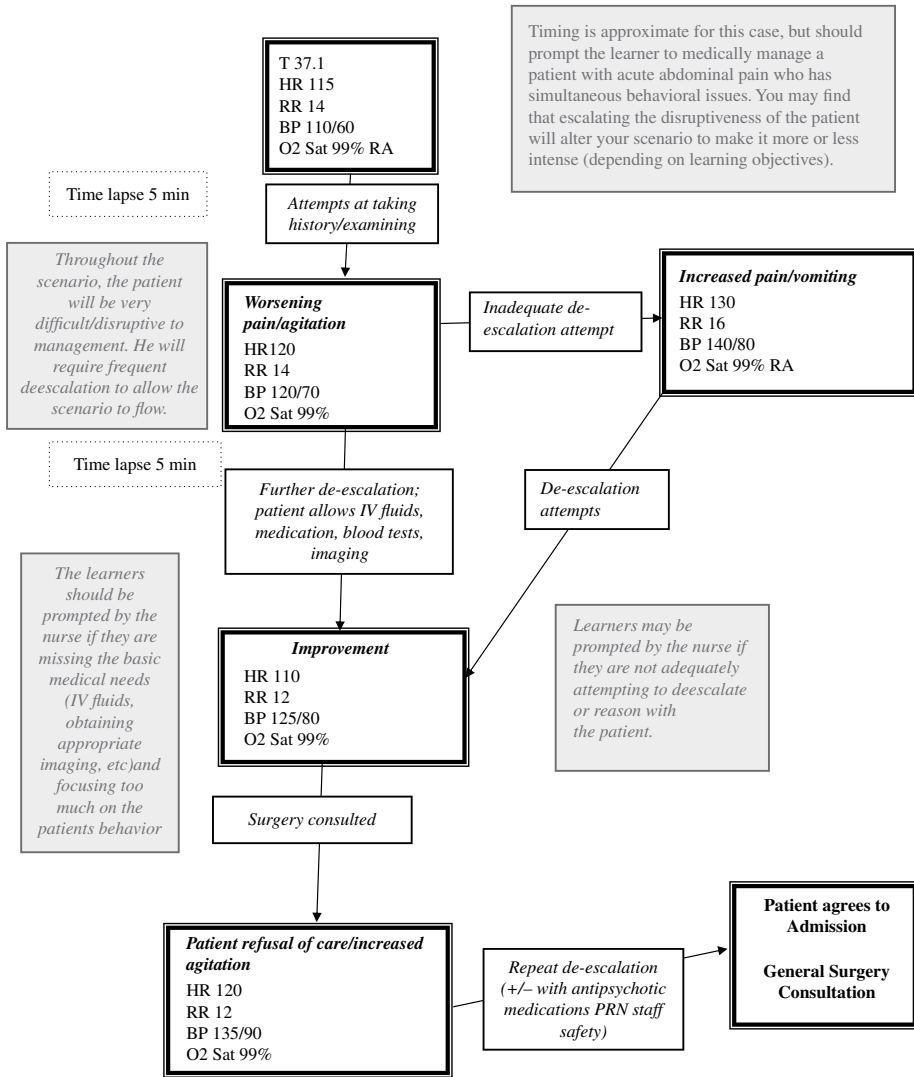 T 37.1
HR 115
RR 14
BP 110/60
O2 Sat 99% RA
Timing is approximate for this case, but should
prompt the learner to medically manage a
patient with acute abdominal pain who has
simultaneous behavioral issues. You may find
that escalating the disruptiveness of the patient
will alter your scenario to make it more or less
intense (depending on learning objectives).
Time lapse 5 min
Attempts at taking
history/examining
Throughout the
scenario, the patient
will be very
difficult/disruptive to
management. He will
require frequent
deescalation to allow the
scenario to flow.
Worsening
pain/agitation
HR120
RR 14
BP 120/70
O2 Sat 99%
Inadequate de-
escalation attempt
Increased pain/vomiting
HR 130
RR 16
BP 140/80
O2 Sat 99% RA
Time lapse 5 min
Further de-escalation;
patient allows IV fluids,
medication, blood tests,
imaging
De-escalation
attempts
The learners
should be
prompted by the
nurse if they are
missing the basic
medical needs
(IV fluids,
obtaining
appropriate
imaging, etc)and
focusing too
much on the
patients behavior
Improvement
HR 110
RR 12
BP 125/80
O2 Sat 99%
Learners may be
prompted by the nurse if
they are not adequately
attempting to deescalate
or reason with
the patient.
Surgery consulted
Patient refusal of care/increased
agitation
HR 120
RR 12
BP 135/90
O2 Sat 99%
Repeat de-escalation
(+/– with antipsychotic
medications PRN staff
safety)
Patient agrees to
Admission
General Surgery
Consultation